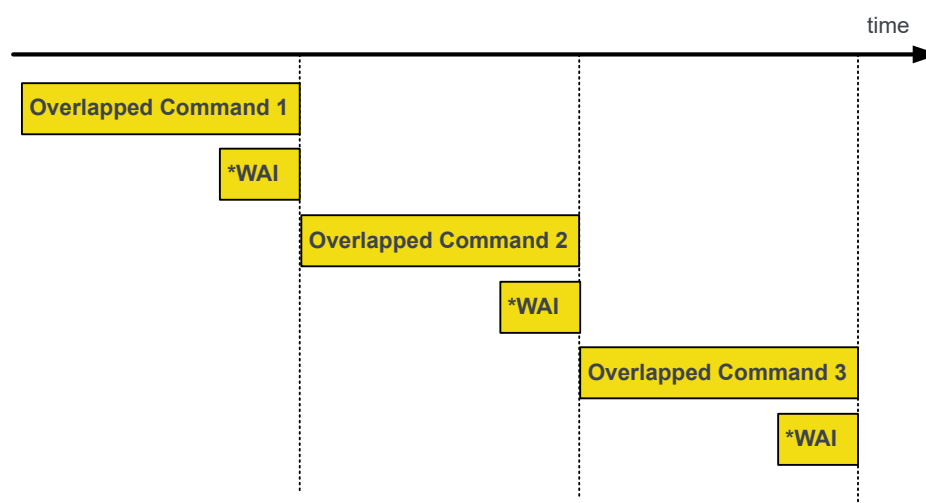 time
Overlapped Command 1
*WAI
Overlapped Command 2
*WAI
Overlapped Command 3
*WAI